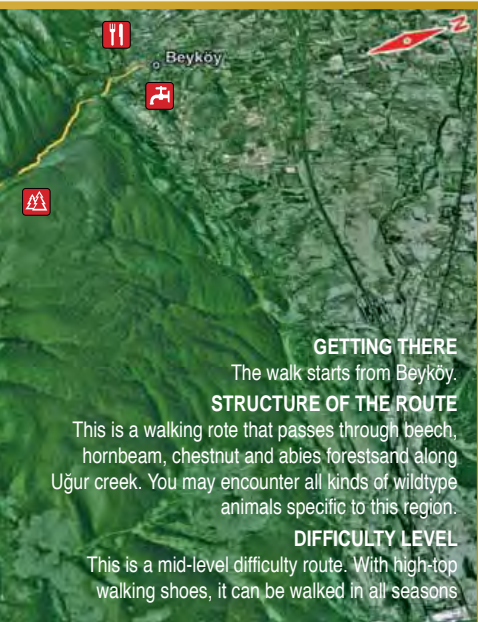 N
Beyköy
GETTING THERE
The walk starts from Beyköy.
STRUCTURE OF THE ROUTE
This is a walking rote that passes through beech,
hornbeam, chestnut and abies forestsand along
Uğur creek. You may encounter all kinds of wildtype
animals specific to this region.
DIFFICULTY LEVEL
This is a mid-level difficulty route. With high-top
walking shoes, it can be walked in all seasons